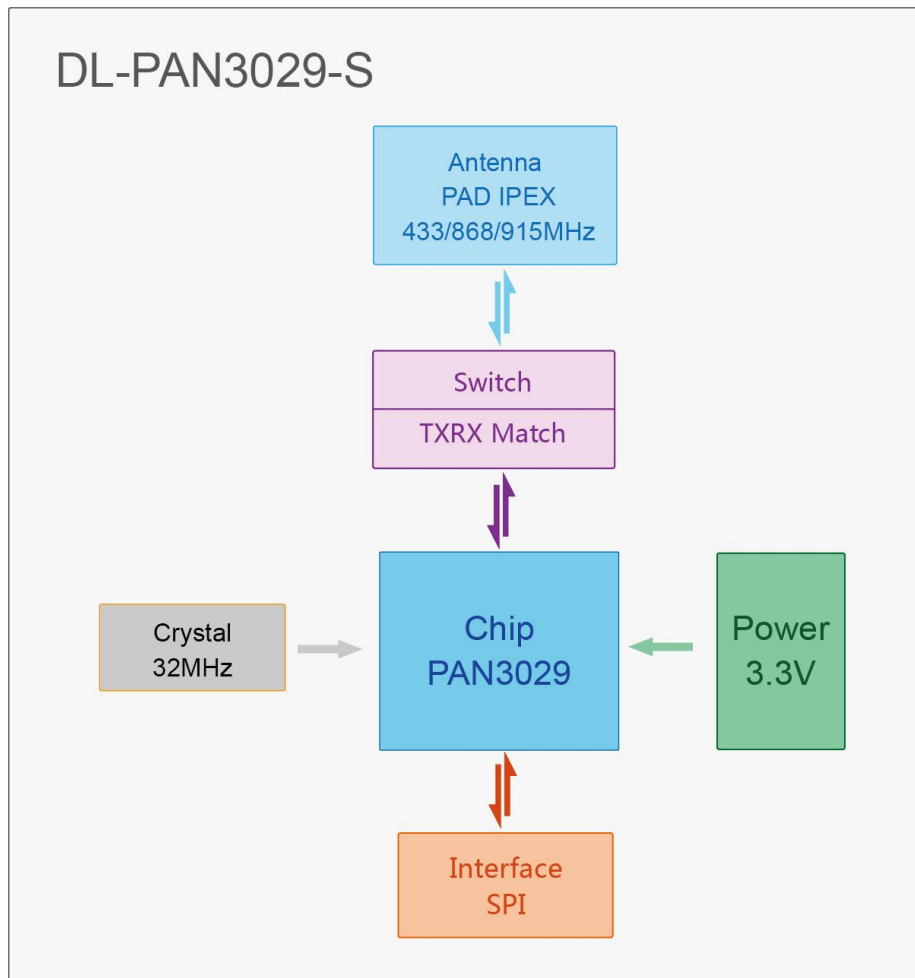 DL-PAN3029-S
Antenna
PAD IPEX
433/868/915MHz
Switch
TXRX Match
Crystal
32MHz
Chip
PAN3029
Power
3.3V
Interface
SPI